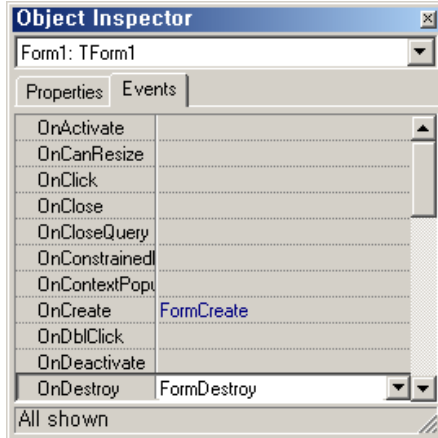 Object Inspector
Form1: TForm1
Properties Events
OnActivate
OnCanResize
OnClick
OnClose
OnCloseQuery
OnConstrainedI
OnContextPopu
OnCreate FormCreate
OnDblClick
OnDeactivate
OnDestroy FormDestroy
All shown